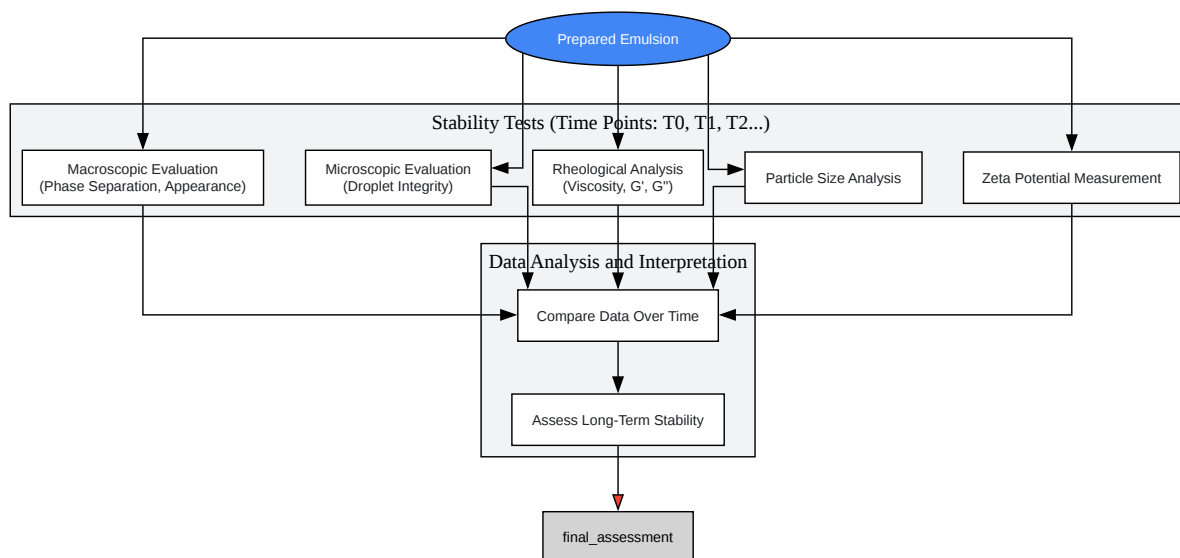 Prepared Emulsion
Stability Tests (Time Points: T0, T1, T2...)
Macroscopic Evaluation
(Phase Separation, Appearance)
Microscopic Evaluation
(Droplet Integrity)
Rheological Analysis
(Viscosity, G', G")
Particle Size Analysis
Zeta Potential Measurement
Data Analysis and Interpretation
Compare Data Over Time
Assess Long-Term Stability
final_assessment